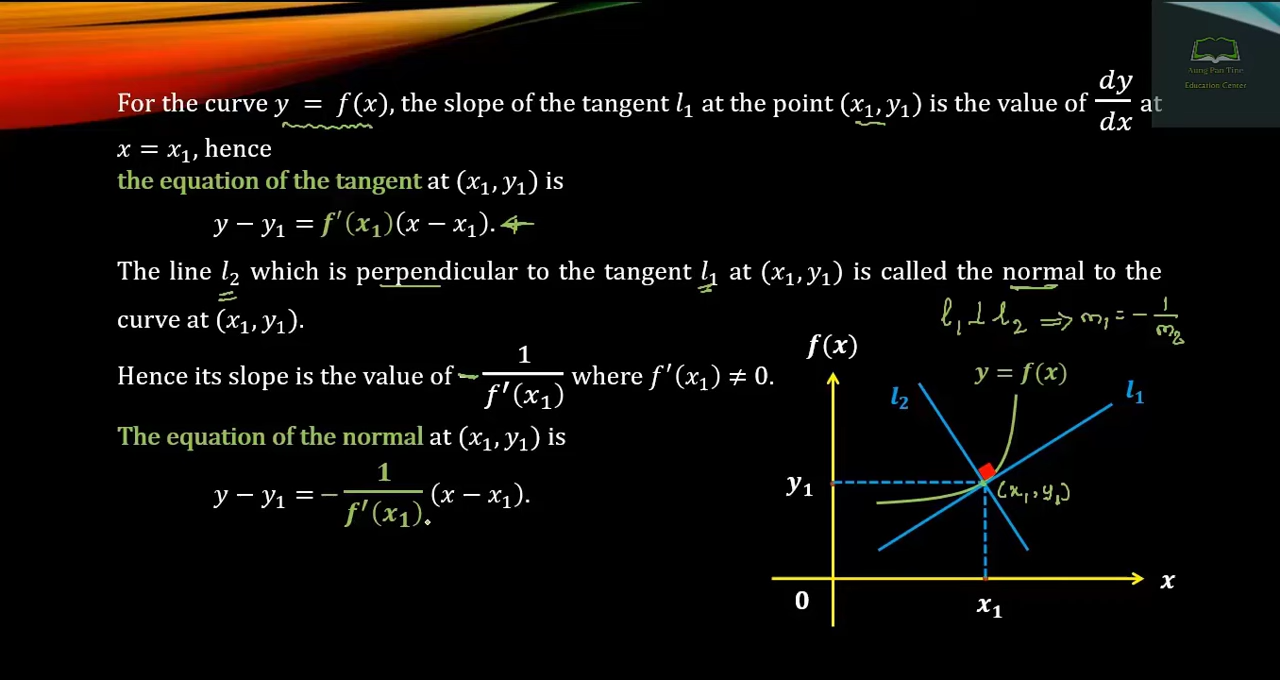 Aung Pan Tine
Education Center
For the curve y = f(x), the slope of the tangent l₁ at the point (x₁, y₁) is the value of dy/dx at
x = x₁, hence
the equation of the tangent at (x₁, y₁) is
y − y₁ = f′(x₁)(x − x₁).
The line l₂ which is perpendicular to the tangent l₁ at (x₁, y₁) is called the normal to the
curve at (x₁, y₁).
l₁ ⊥ l₂ ⇒ m₁ = − 1/m₂
Hence its slope is the value of − 1/f′(x₁) where f′(x₁) ≠ 0.
The equation of the normal at (x₁, y₁) is
y − y₁ = − 1/f′(x₁) (x − x₁).
f(x)
y = f(x)
l₂
l₁
y₁
(x₁, y₁)
0
x₁
x